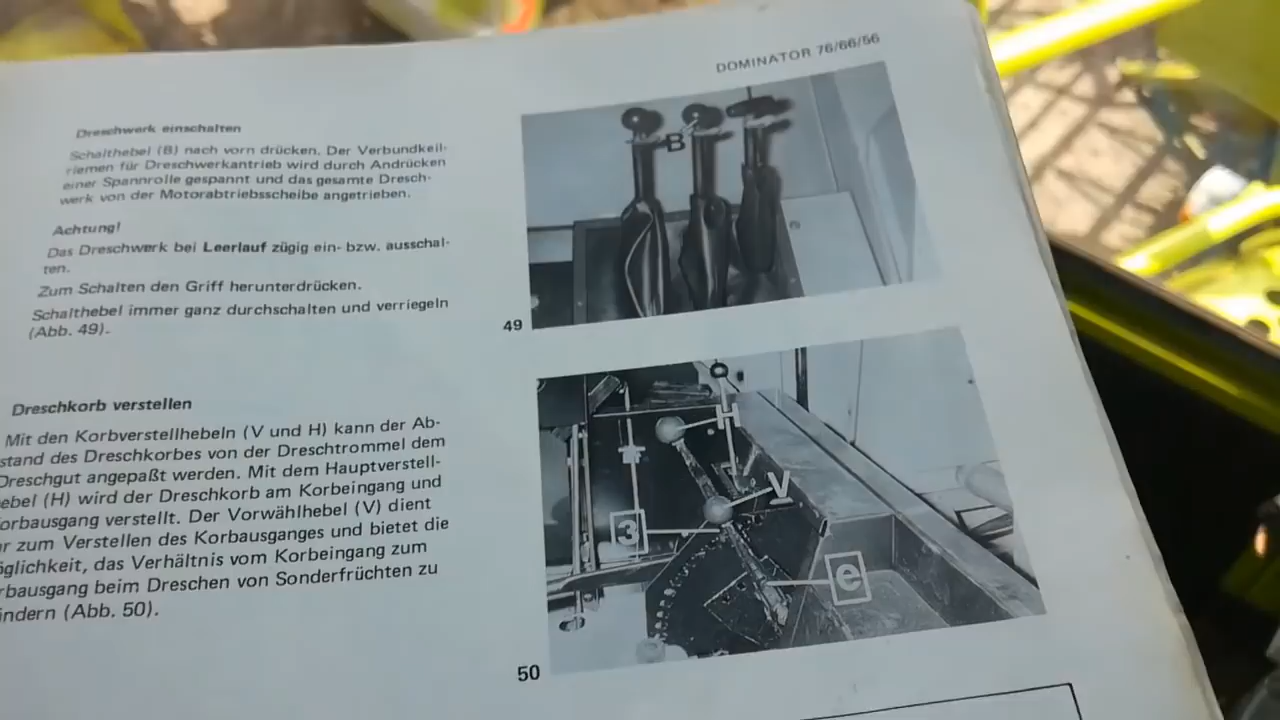 DOMINATOR 76/66/56
Dreschwerk einschalten
Schalthebel (B) nach vorn drücken. Der Verbundkeil-
riemen für Dreschwerkantrieb wird durch Andrücken
einer Spannrolle gespannt und das gesamte Dresch-
werk von der Motorabtriebsscheibe angetrieben.
Achtung!
Das Dreschwerk bei Leerlauf zügig ein- bzw. ausschal-
ten.
Zum Schalten den Griff herunterdrücken.
Schalthebel immer ganz durchschalten und verriegeln
(Abb. 49).
B
49
Dreschkorb verstellen
Mit den Korbverstellhebeln (V und H) kann der Ab-
stand des Dreschkorbes von der Dreschtrommel dem
Dreschgut angepaßt werden. Mit dem Hauptverstell-
ebel (H) wird der Dreschkorb am Korbeingang und
orbausgang verstellt. Der Vorwählhebel (V) dient
r zum Verstellen des Korbausganges und bietet die
öglichkeit, das Verhältnis vom Korbeingang zum
rbausgang beim Dreschen von Sonderfrüchten zu
ändern (Abb. 50).
H
V
3
e
50